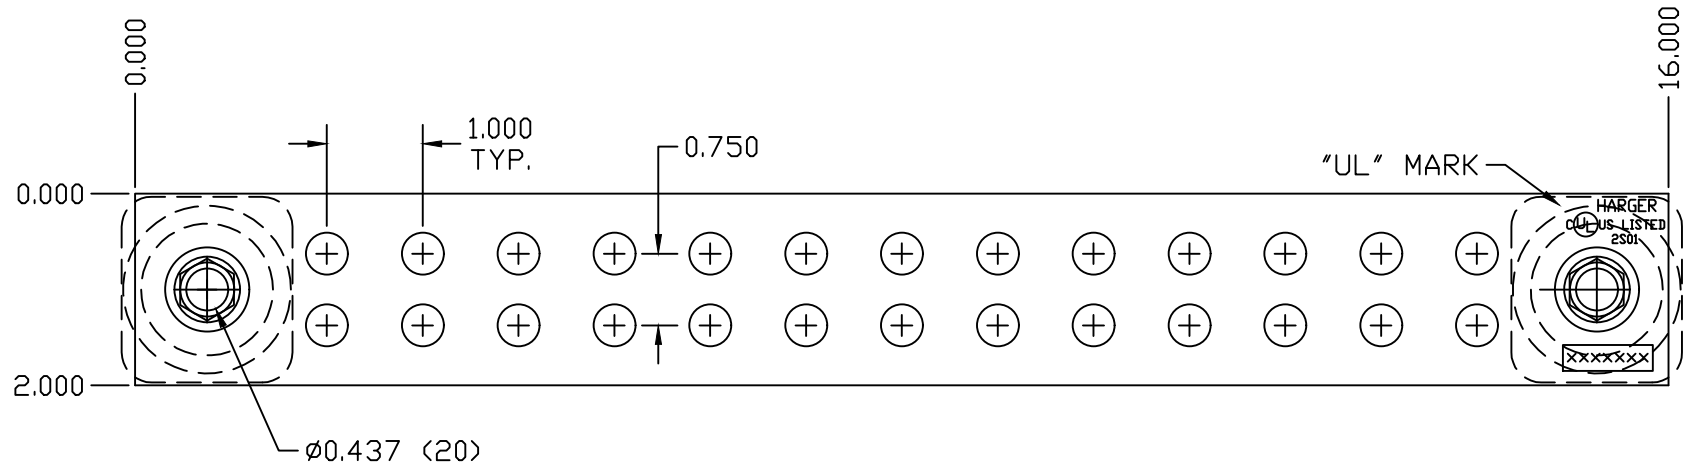 0.000
16.000
1.000
TYP.
0.750
"UL" MARK
0.000
HARGER
CULUS LISTED
2S01
XXXXXXX
2.000
Ø0.437 (20)